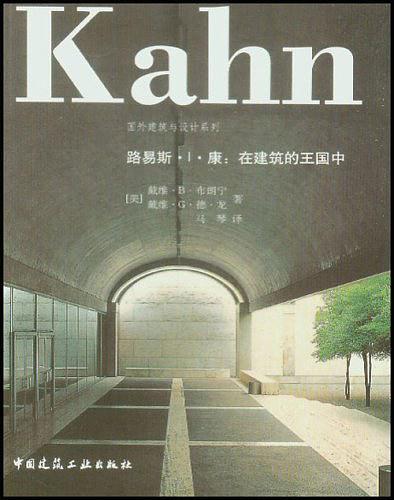 Kahn
国外建筑与设计系列
路易斯·I·康：在建筑的王国中
[美] 戴维·B·布朗宁
戴维·G·德·龙 著
马 琴 译
中国建筑工业出版社